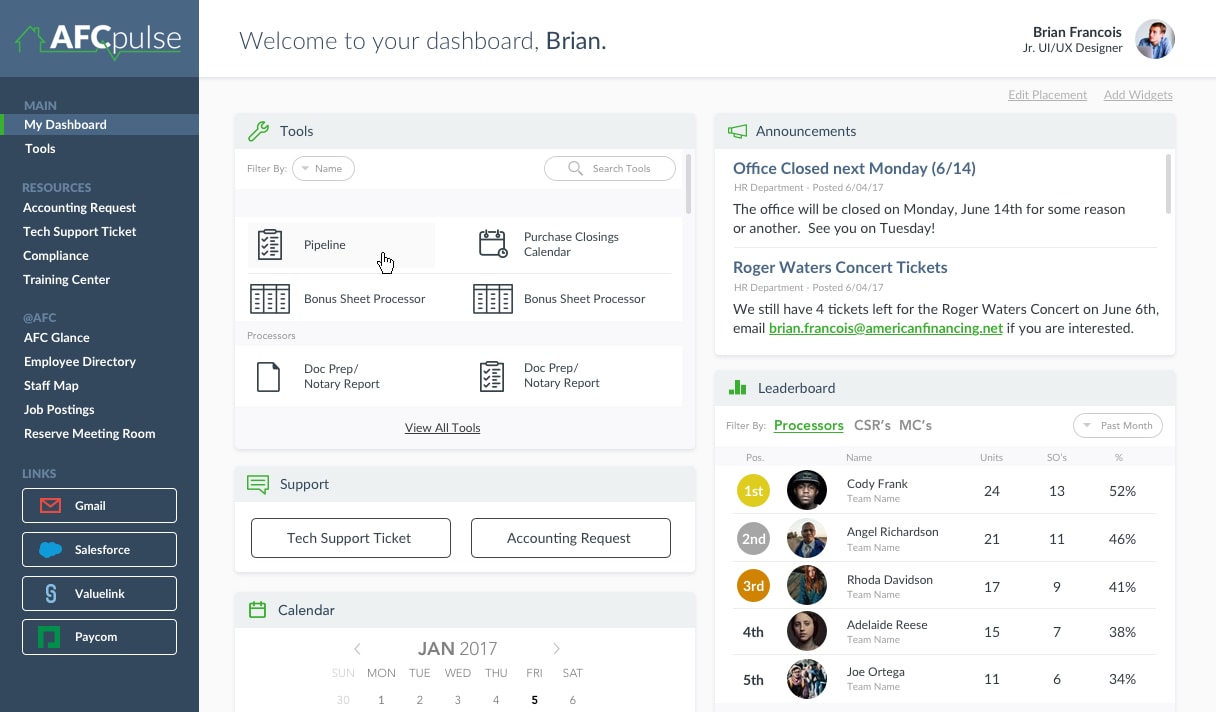 AFCpulse
Welcome to your dashboard, Brian.
Brian Francois
Jr. UI/UX Designer
Edit Placement
Add Widgets
MAIN
My Dashboard
Tools
RESOURCES
Accounting Request
Tech Support Ticket
Compliance
Training Center
@AFC
AFC Glance
Employee Directory
Staff Map
Job Postings
Reserve Meeting Room
LINKS
Gmail
Salesforce
Valuelink
Paycom
Tools
Filter By: Name
Search Tools
Pipeline
Purchase Closings
Calendar
Bonus Sheet Processor
Bonus Sheet Processor
Processors
Doc Prep/
Notary Report
Doc Prep/
Notary Report
View All Tools
Support
Tech Support Ticket
Accounting Request
Calendar
JAN 2017
SUN MON TUE WED THU FRI SAT
30 1 2 3 4 5 6
Announcements
Office Closed next Monday (6/14)
HR Department - Posted 6/04/17
The office will be closed on Monday, June 14th for some reason
or another. See you on Tuesday!
Roger Waters Concert Tickets
HR Department - Posted 6/04/17
We still have 4 tickets left for the Roger Waters Concert on June 6th,
email brian.francois@americanfinancing.net if you are interested.
Leaderboard
Filter By: Processors CSR's MC's
Past Month
Pos. Name Units SO's %
1st Cody Frank 24 13 52%
Team Name
2nd Angel Richardson 21 11 46%
Team Name
3rd Rhoda Davidson 17 9 41%
Team Name
4th Adelaide Reese 15 7 38%
Team Name
5th Joe Ortega 11 6 34%
Team Name